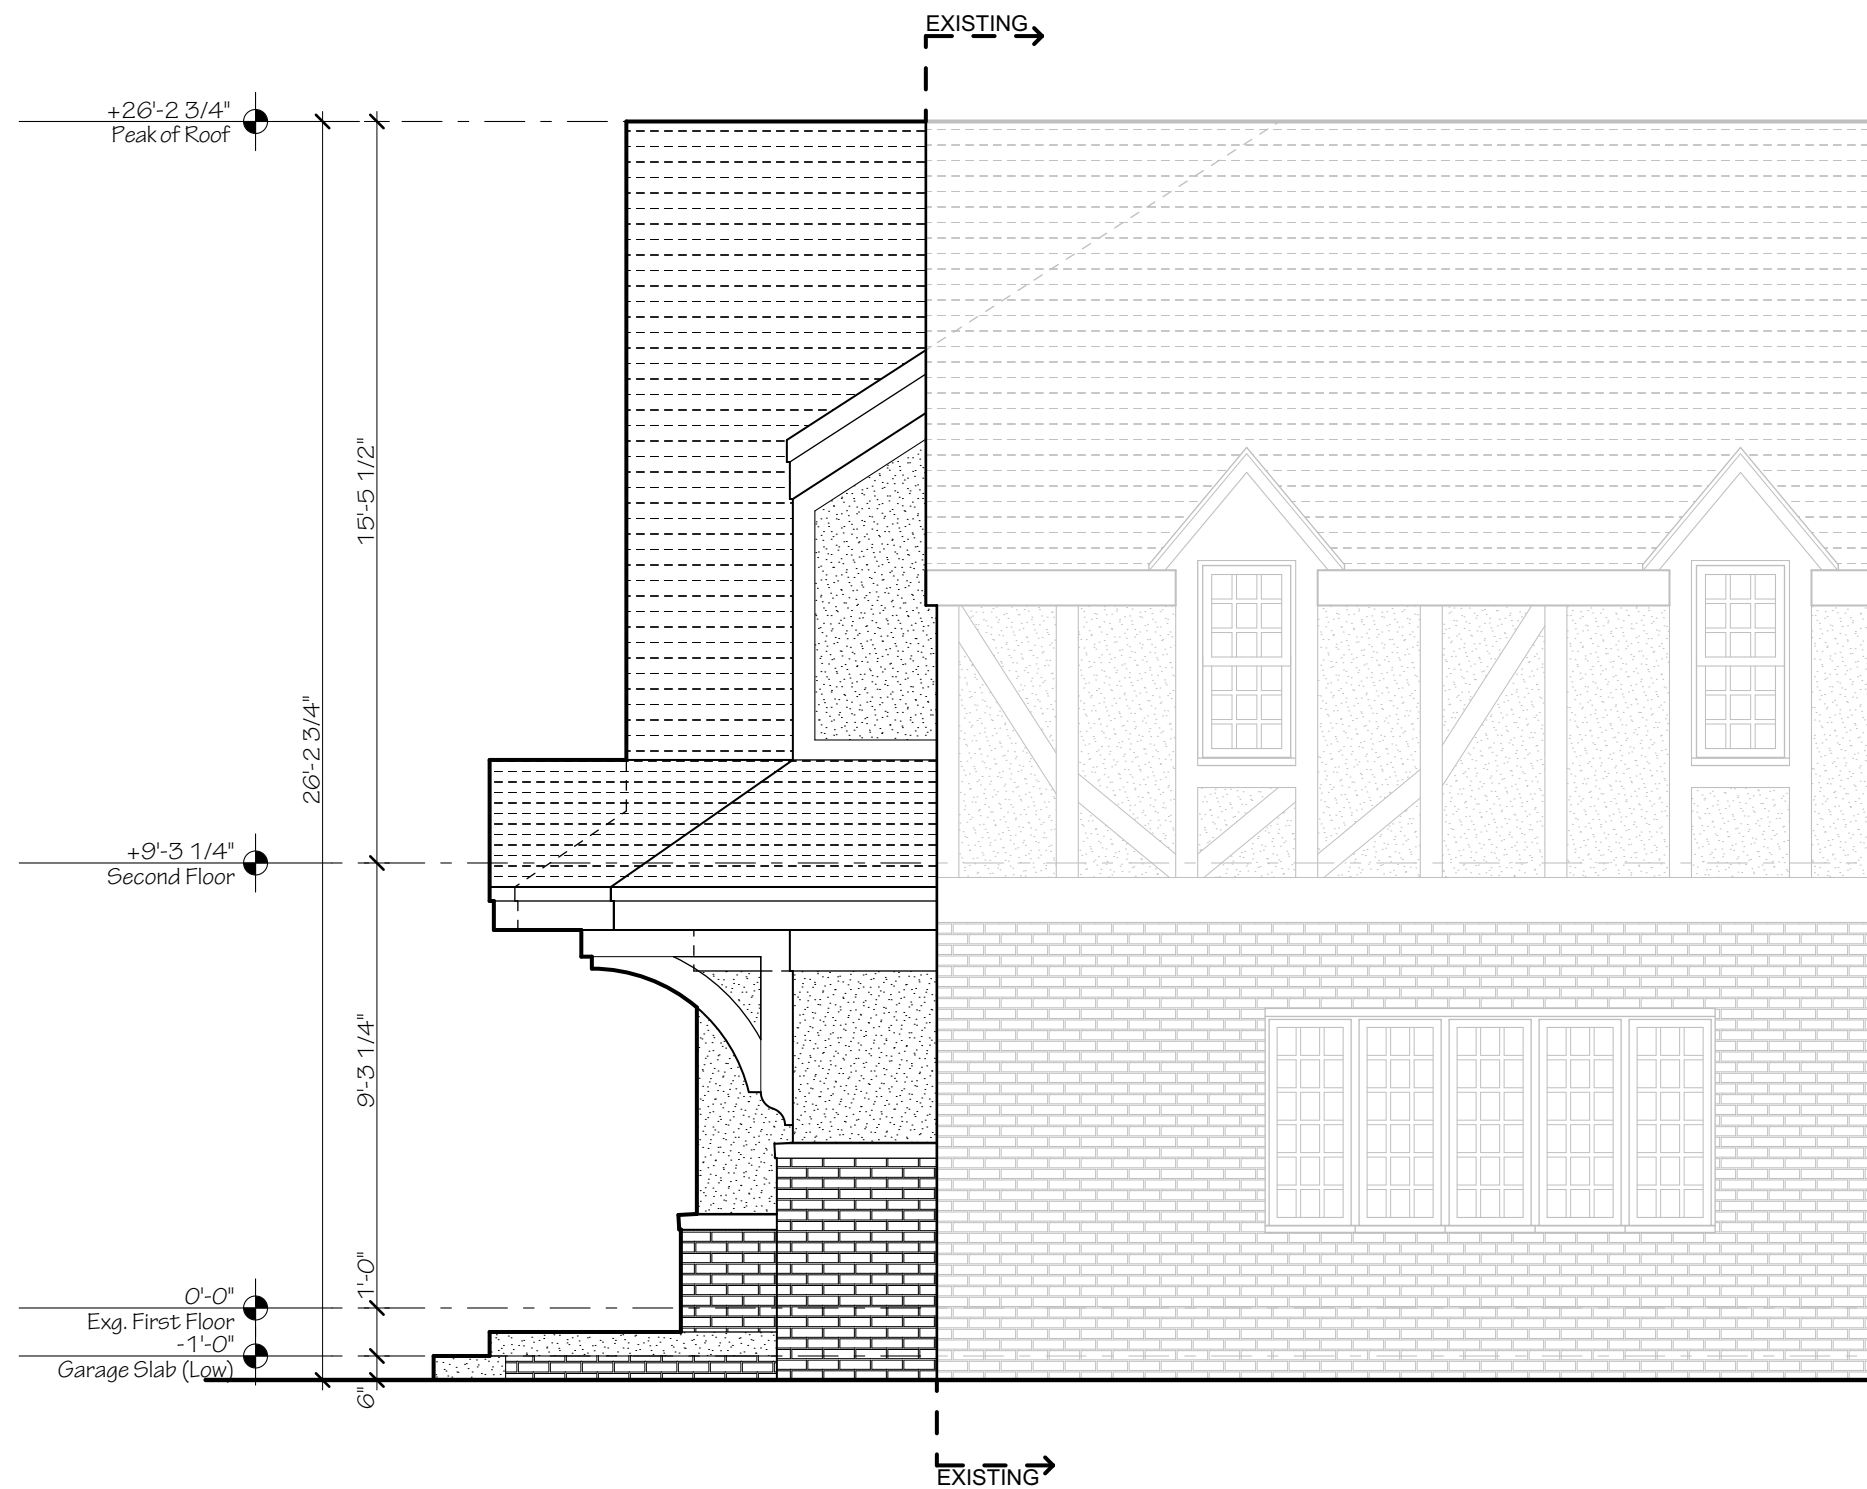 EXISTING
+26'-2 3/4"
Peak of Roof
15'-5 1/2"
26'-2 3/4"
+9'-3 1/4"
Second Floor
9'-3 1/4"
1'-0"
0'-0"
Exg. First Floor
-1'-0"
Garage Slab (Low)
6"
EXISTING